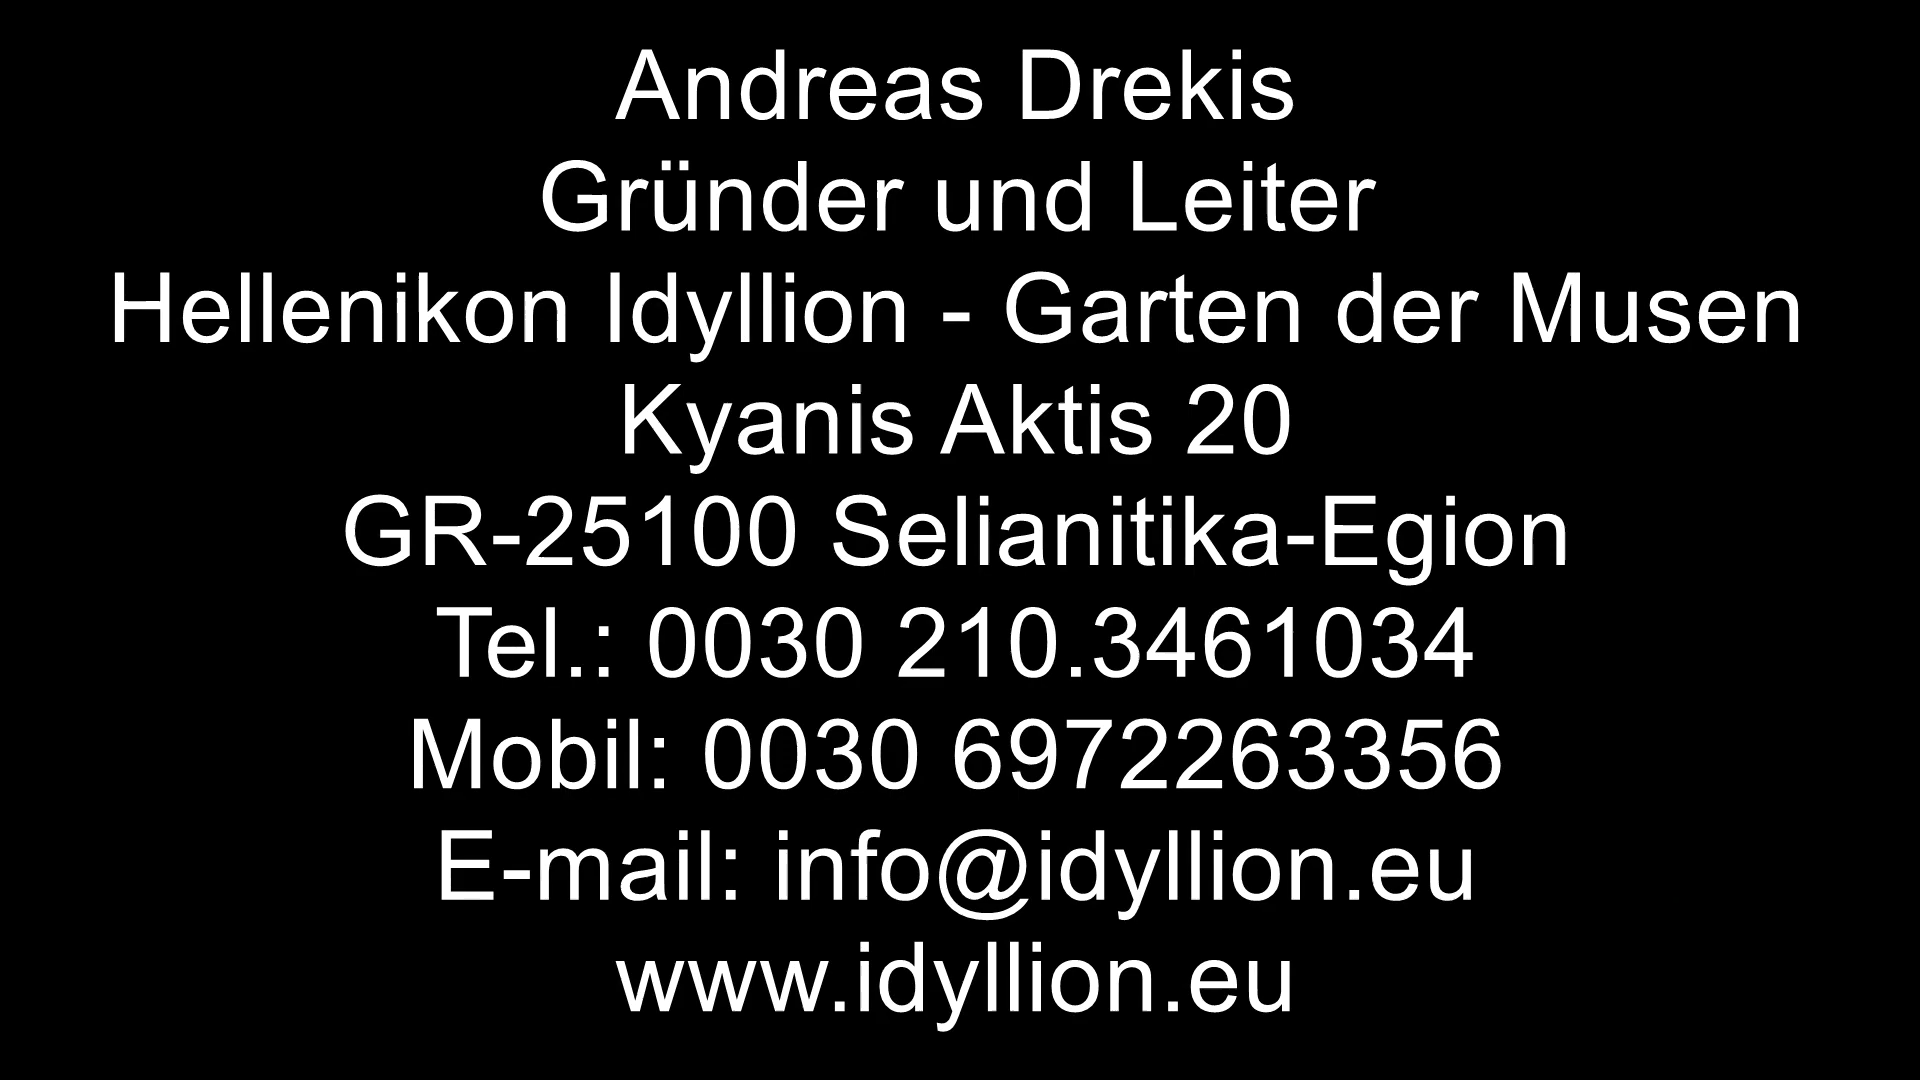 Andreas Drekis
Gründer und Leiter
Hellenikon Idyllion - Garten der Musen
Kyanis Aktis 20
GR-25100 Selianitika-Egion
Tel.: 0030 210.3461034
Mobil: 0030 6972263356
E-mail: info@idyllion.eu
www.idyllion.eu